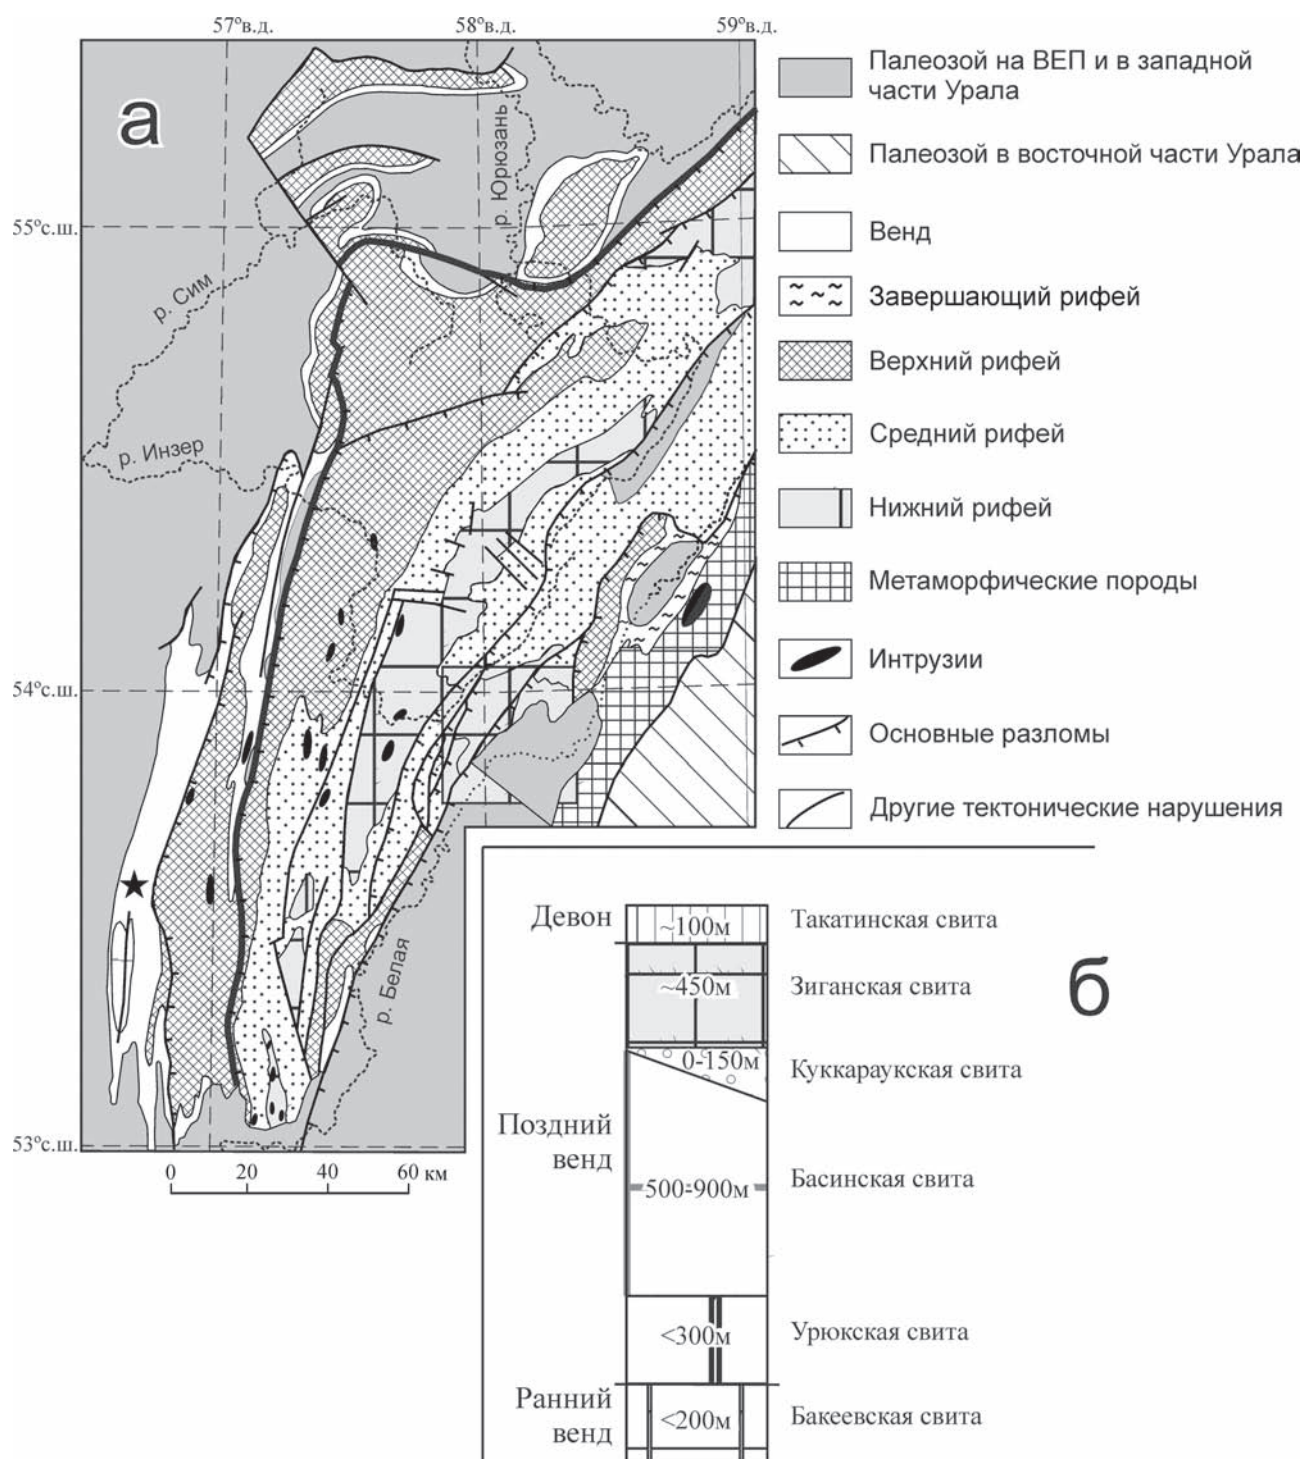 57°в.д.
58°в.д.
59°в.д.
а
55°с.ш.
54°с.ш.
53°с.ш.
р. Юрюзань
р. Сим
р. Инзер
р. Белая
0 20 40 60 км
Палеозой на ВЕП и в западной
части Урала
Палеозой в восточной части Урала
Венд
Завершающий рифей
Верхний рифей
Средний рифей
Нижний рифей
Метаморфические породы
Интрузии
Основные разломы
Другие тектонические нарушения
б
Девон
~100м
Такатинская свита
~450м
Зиганская свита
0-150м
Куккараукская свита
Поздний
венд
500-900м
Басинская свита
<300м
Урюкская свита
Ранний
венд
<200м
Бакеевская свита